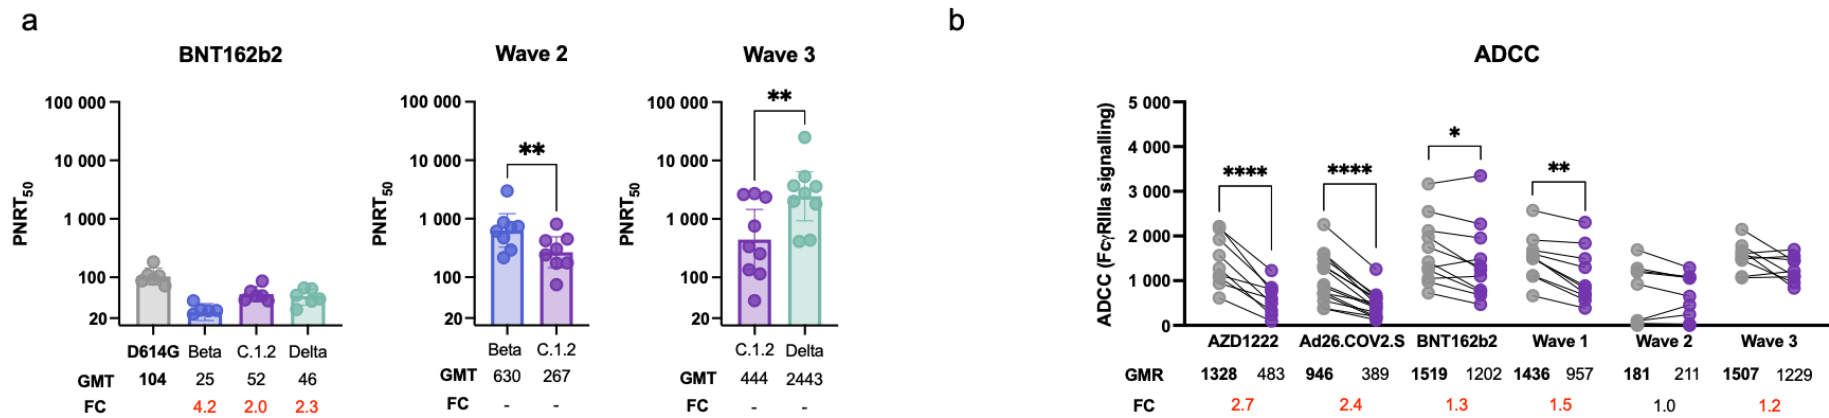 a
b
BNT162b2
Wave 2
Wave 3
ADCC
PNRT50
100 000
10 000
1 000
100
20
D614G Beta C.1.2 Delta
GMT 104 25 52 46
FC 4.2 2.0 2.3
PNRT50
100 000
10 000
1 000
100
20
**
Beta C.1.2
GMT 630 267
FC - -
PNRT50
100 000
10 000
1 000
100
20
**
C.1.2 Delta
GMT 444 2443
FC - -
ADCC (FcγRIIIa signalling)
5 000
4 000
3 000
2 000
1 000
0
**** **** * **
AZD1222 Ad26.COV2.S BNT162b2 Wave 1 Wave 2 Wave 3
GMR 1328 483 946 389 1519 1202 1436 957 181 211 1507 1229
FC 2.7 2.4 1.3 1.5 1.0 1.2